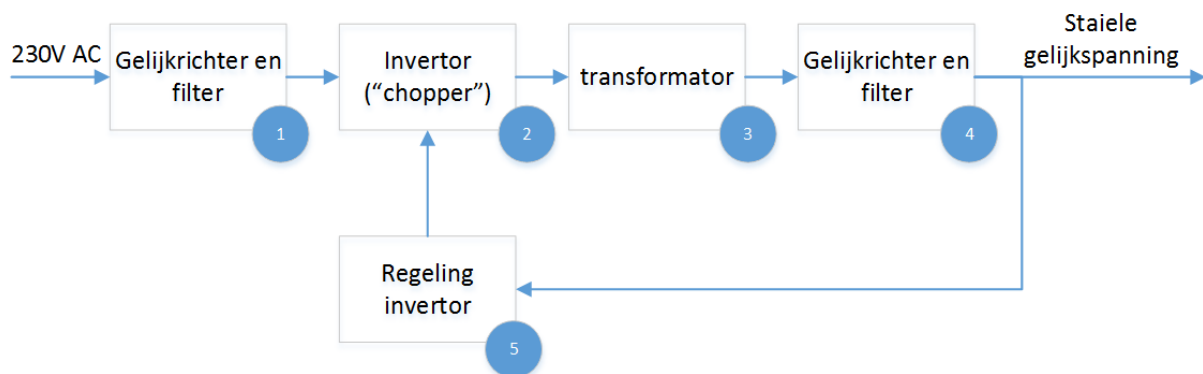 230V AC
Gelijkrichter en
filter
1
Invertor
(“chopper”)
2
transformator
3
Gelijkrichter en
filter
4
Staiele
gelijkspanning
Regeling
invertor
5